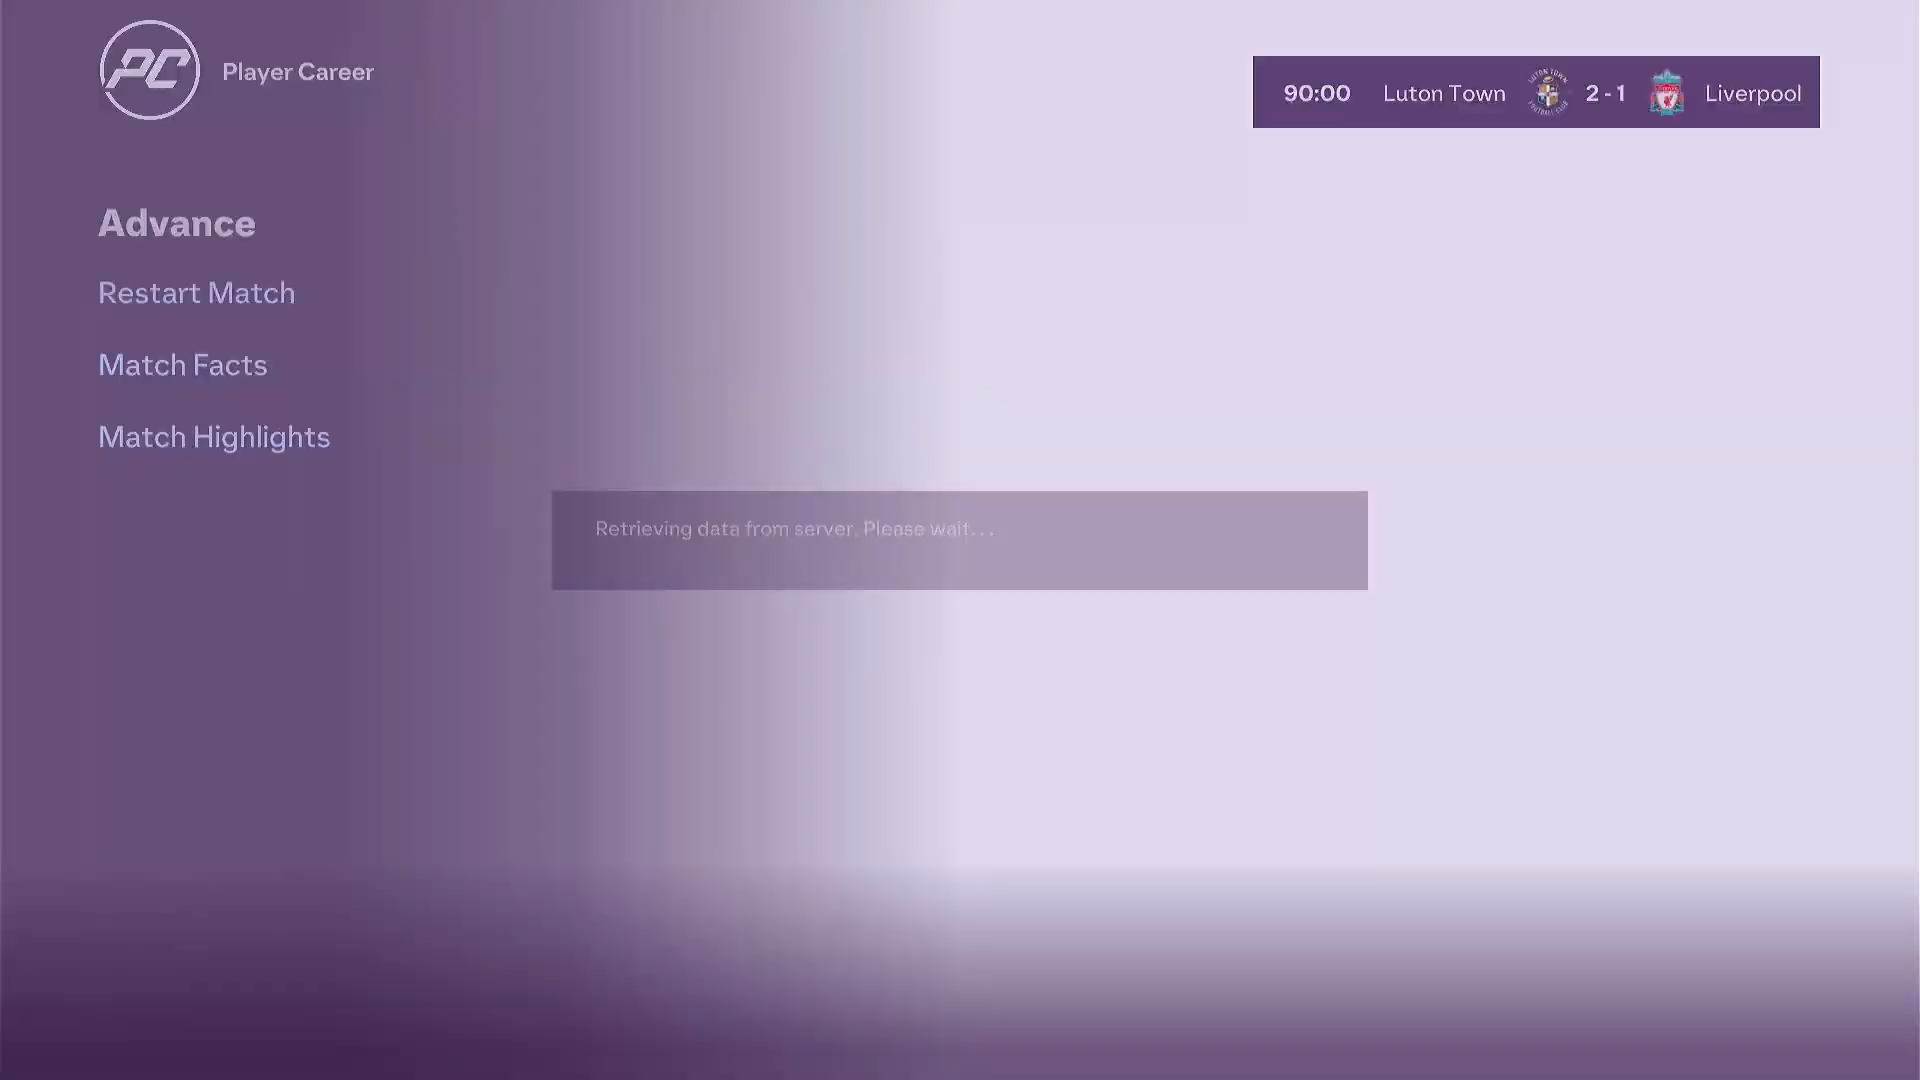 PC Player Career
90:00 Luton Town 2 - 1 Liverpool
Advance
Restart Match
Match Facts
Match Highlights
Retrieving data from server. Please wait...